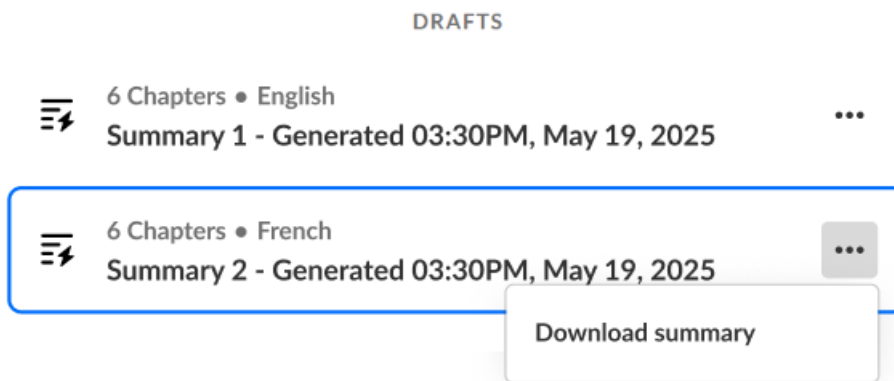 DRAFTS
6 Chapters • English
Summary 1 - Generated 03:30PM, May 19, 2025
6 Chapters • French
Summary 2 - Generated 03:30PM, May 19, 2025
Download summary